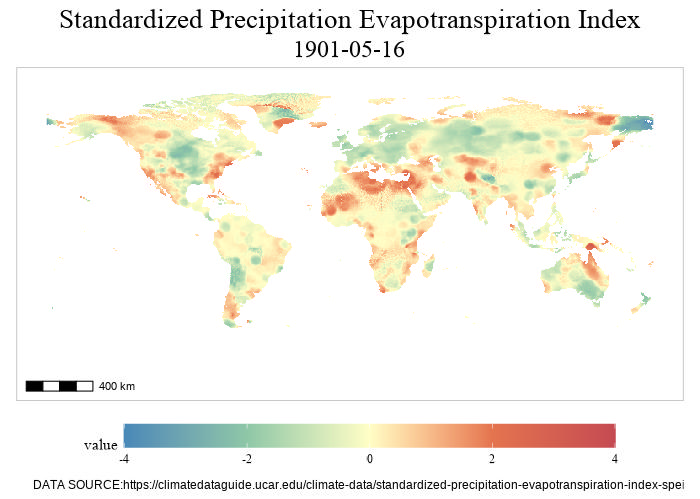 Standardized Precipitation Evapotranspiration Index
1901-05-16
400 km
value
-4 -2 0 2 4
DATA SOURCE:https://climatedataguide.ucar.edu/climate-data/standardized-precipitation-evapotranspiration-index-spei